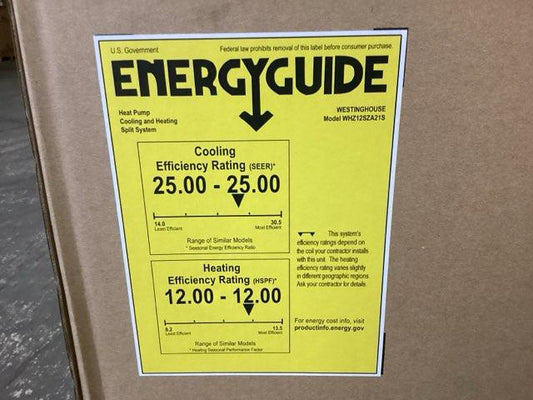 U.S. Government
Federal law prohibits removal of this label before consumer purchase.
ENERGYGUIDE
Heat Pump
Cooling and Heating
Split System
WESTINGHOUSE
Model WHZ12SZA21S
Cooling
Efficiency Rating (SEER)*
25.00 - 25.00
14.0
30.5
Least Efficient
Most Efficient
Range of Similar Models
* Seasonal Energy Efficiency Ratio
This system's
efficiency ratings depend on
the coil your contractor installs
with this unit. The heating
efficiency rating varies slightly
in different geographic regions.
Ask your contractor for details.
Heating
Efficiency Rating (HSPF)*
12.00 - 12.00
8.2
13.5
Least Efficient
Most Efficient
Range of Similar Models
* Heating Seasonal Performance Factor
For energy cost info, visit
productinfo.energy.gov